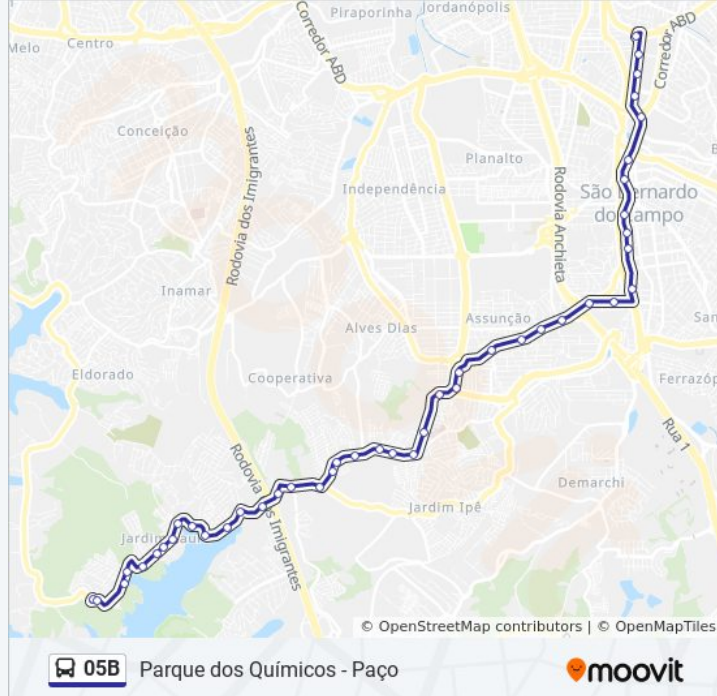 Piraporinha
Jordanópolis
Melo
Centro
Corredor ABD
Corredor ABD
Conceição
Planalto
Independência
São Bernardo
do Campo
Rodovia dos Imigrantes
Rodovia Anchieta
Inamar
Alves Dias
Assunção
San
Eldorado
Cooperativa
Ferrazóp
Rua 1
Rodovia dos Imigrantes
Demarchi
Jardim Ipê
© OpenStreetMap contributors | © OpenMapTiles
05B Parque dos Químicos - Paço
moovit